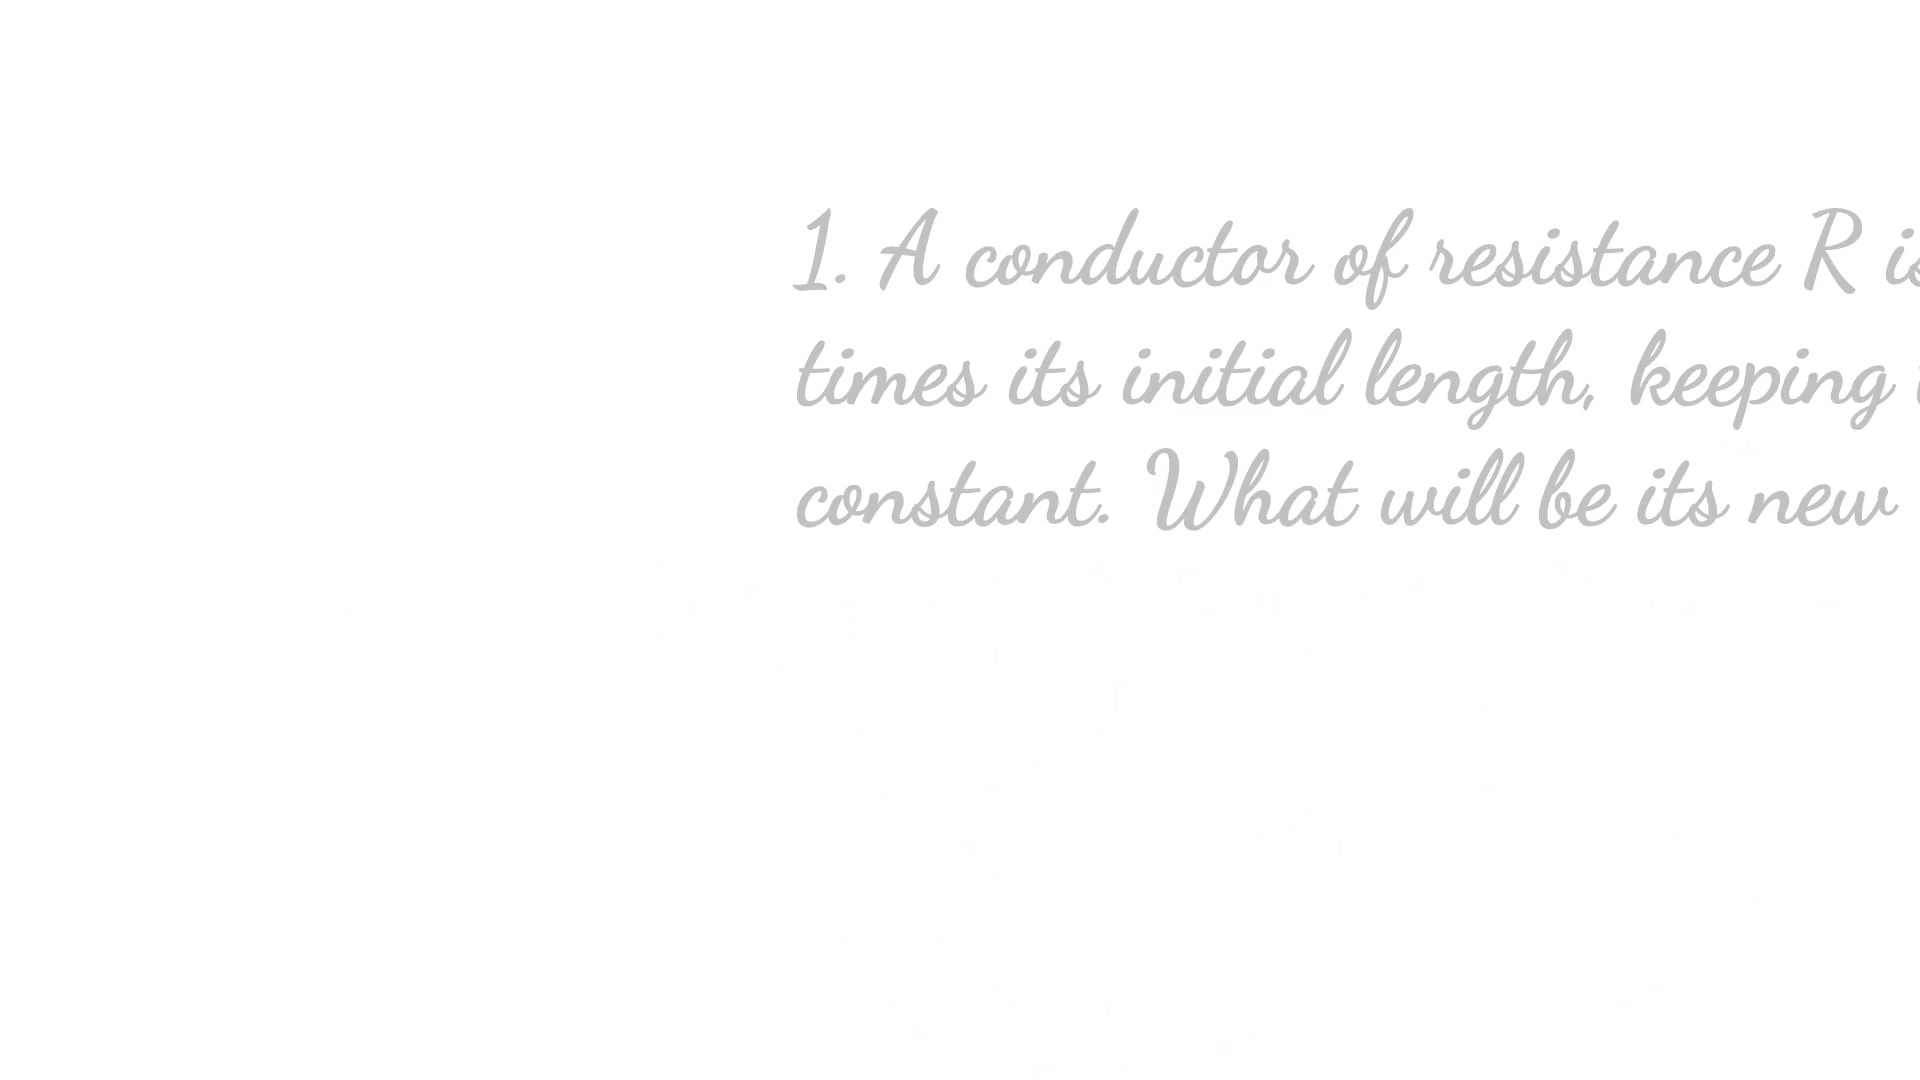 1. A conductor of resistance R is
times its initial length, keeping
constant. What will be its new